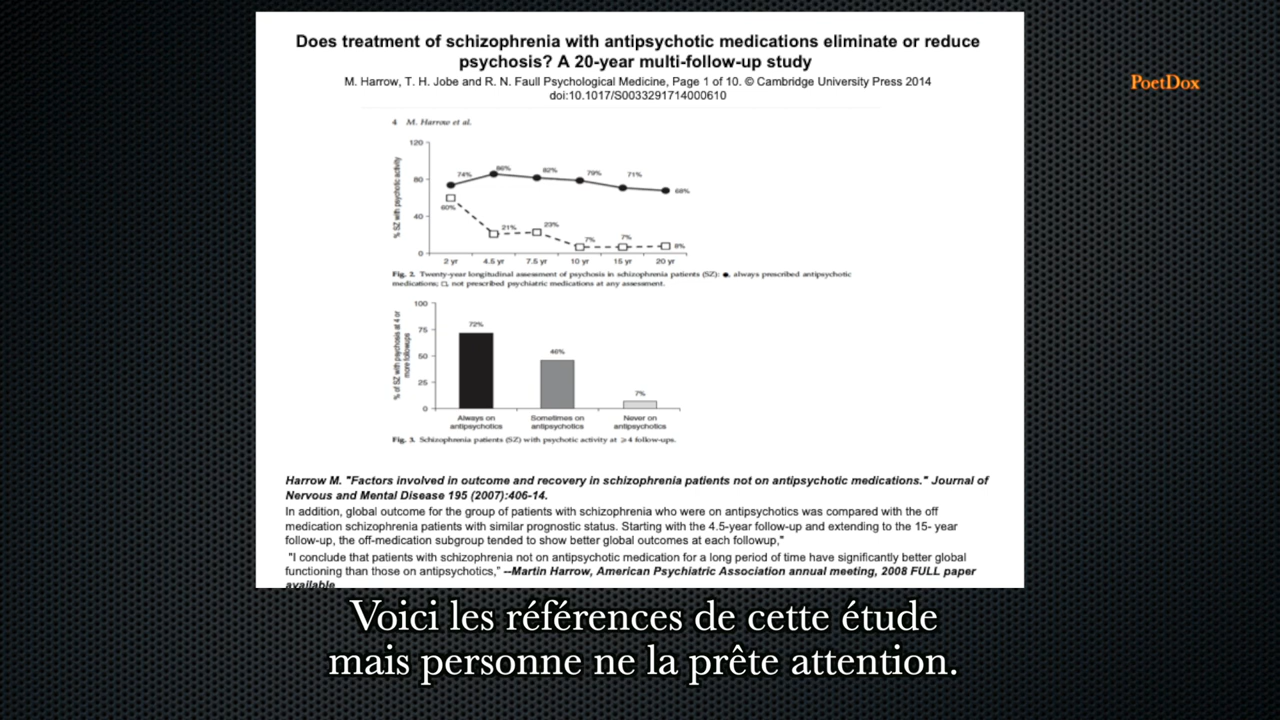 Does treatment of schizophrenia with antipsychotic medications eliminate or reduce
psychosis? A 20-year multi-follow-up study
M. Harrow, T. H. Jobe and R. N. Faull Psychological Medicine, Page 1 of 10. © Cambridge University Press 2014
doi:10.1017/S0033291714000610
PoetDox
4 M. Harrow et al.
120
80
40
0
% SZ with psychotic activity
74%
86%
82%
79%
71%
68%
60%
21%
23%
7%
7%
8%
2 yr 4.5 yr 7.5 yr 10 yr 15 yr 20 yr
Fig. 2. Twenty-year longitudinal assessment of psychosis in schizophrenia patients (SZ): ●, always prescribed antipsychotic
medications; □, not prescribed psychiatric medications at any assessment.
100
75
50
25
0
% of SZ with psychosis at 4 or
more followups
72%
46%
7%
Always on Sometimes on Never on
antipsychotics antipsychotics antipsychotics
Fig. 3. Schizophrenia patients (SZ) with psychotic activity at ⩾4 follow-ups.
Harrow M. "Factors involved in outcome and recovery in schizophrenia patients not on antipsychotic medications." Journal of
Nervous and Mental Disease 195 (2007):406-14.
In addition, global outcome for the group of patients with schizophrenia who were on antipsychotics was compared with the off
medication schizophrenia patients with similar prognostic status. Starting with the 4.5-year follow-up and extending to the 15- year
follow-up, the off-medication subgroup tended to show better global outcomes at each followup,"
"I conclude that patients with schizophrenia not on antipsychotic medication for a long period of time have significantly better global
functioning than those on antipsychotics," --Martin Harrow, American Psychiatric Association annual meeting, 2008 FULL paper
available
Voici les références de cette étude
mais personne ne la prête attention.